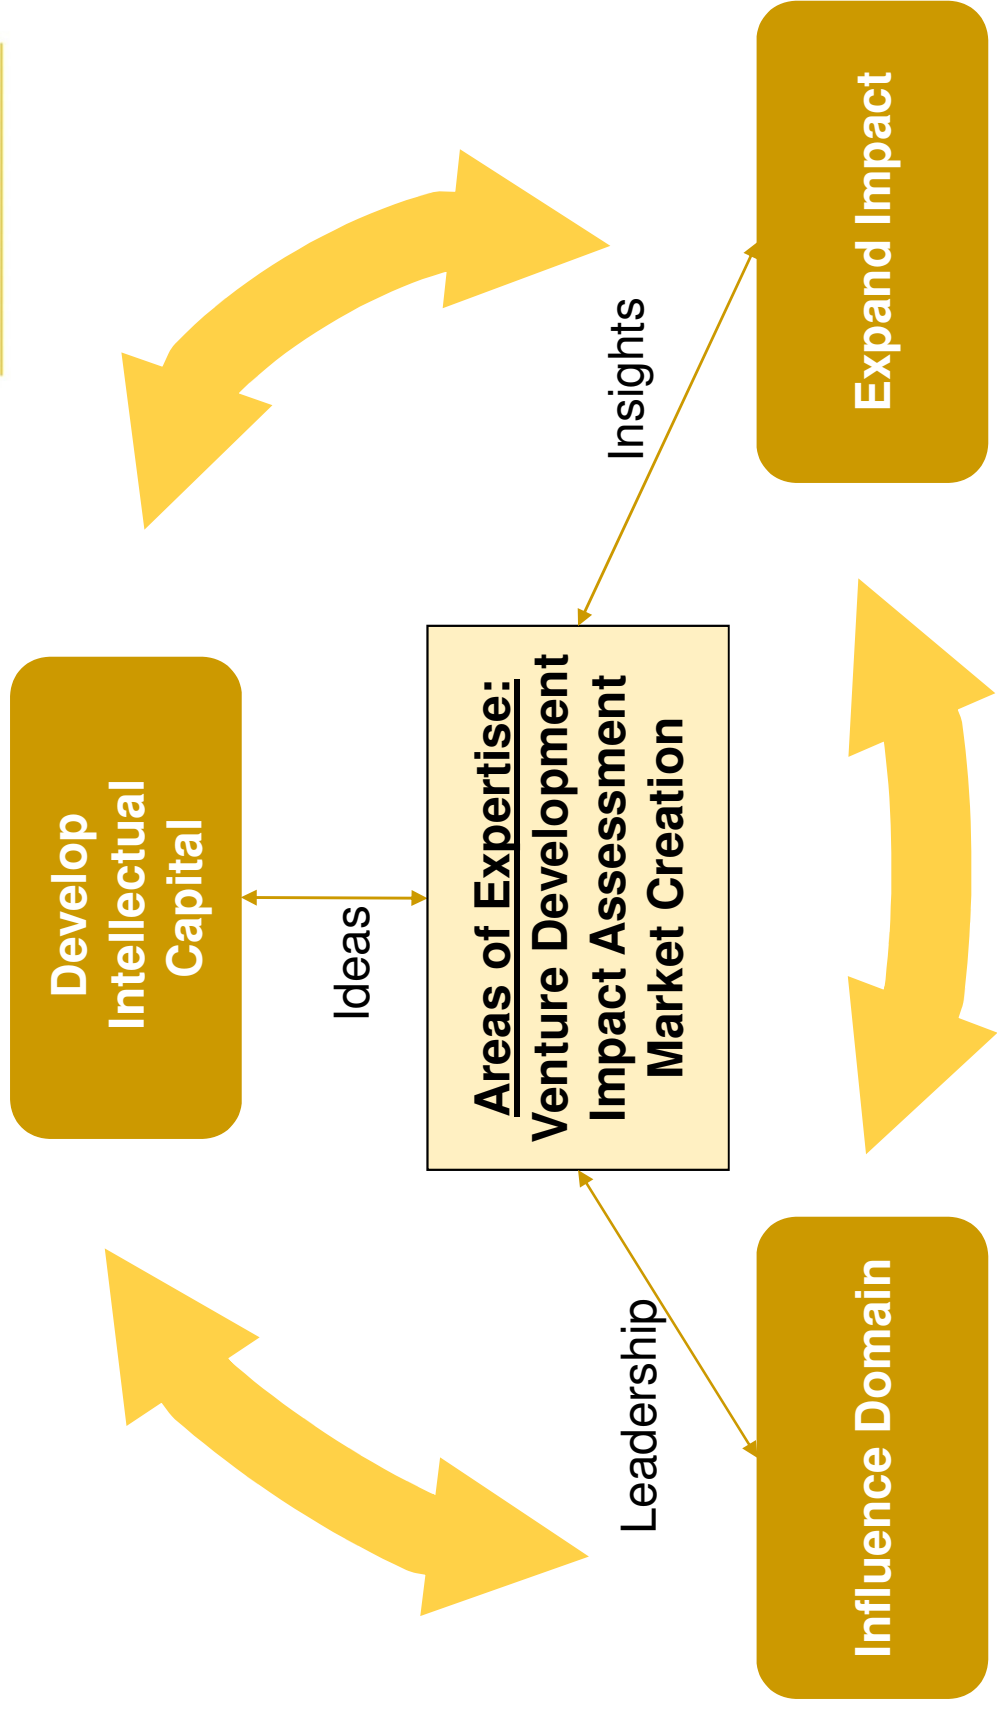 Develop
Intellectual
Capital
Ideas
Areas of Expertise:
Venture Development
Impact Assessment
Market Creation
Leadership
Insights
Influence Domain
Expand Impact